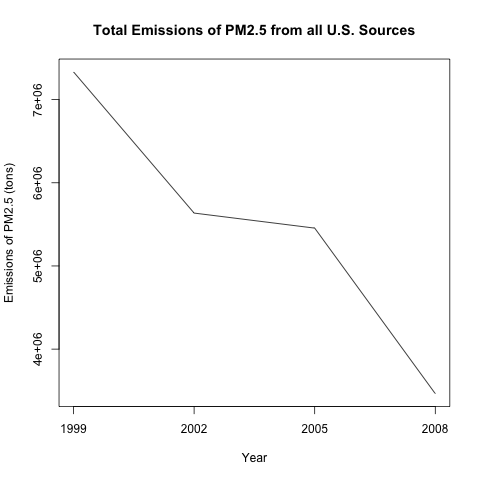 Total Emissions of PM2.5 from all U.S. Sources
Emissions of PM2.5 (tons)
7e+06
6e+06
5e+06
4e+06
1999 2002 2005 2008
Year